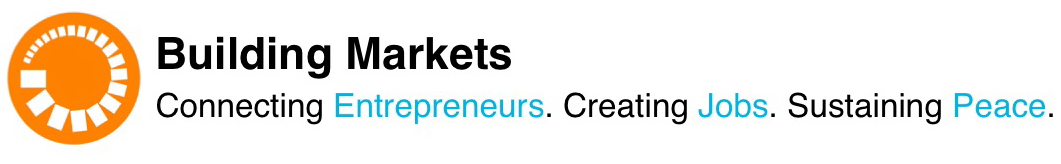 Building Markets
Connecting Entrepreneurs. Creating Jobs. Sustaining Peace.